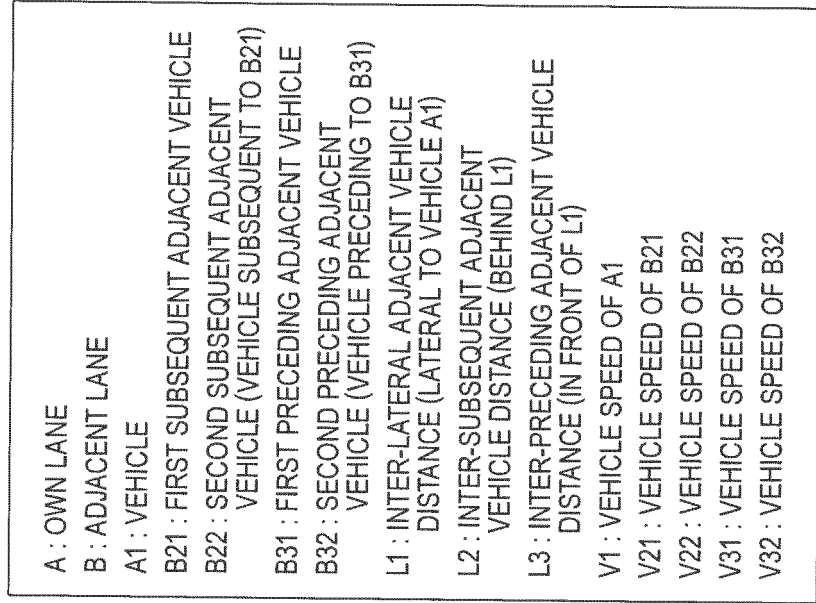 A : OWN LANE
B : ADJACENT LANE
A1 : VEHICLE
B21 : FIRST SUBSEQUENT ADJACENT VEHICLE
B22 : SECOND SUBSEQUENT ADJACENT
VEHICLE (VEHICLE SUBSEQUENT TO B21)
B31 : FIRST PRECEDING ADJACENT VEHICLE
B32 : SECOND PRECEDING ADJACENT
VEHICLE (VEHICLE PRECEDING TO B31)
L1 : INTER-LATERAL ADJACENT VEHICLE
DISTANCE (LATERAL TO VEHICLE A1)
L2 : INTER-SUBSEQUENT ADJACENT
VEHICLE DISTANCE (BEHIND L1)
L3 : INTER-PRECEDING ADJACENT VEHICLE
DISTANCE (IN FRONT OF L1)
V1 : VEHICLE SPEED OF A1
V21 : VEHICLE SPEED OF B21
V22 : VEHICLE SPEED OF B22
V31 : VEHICLE SPEED OF B31
V32 : VEHICLE SPEED OF B32